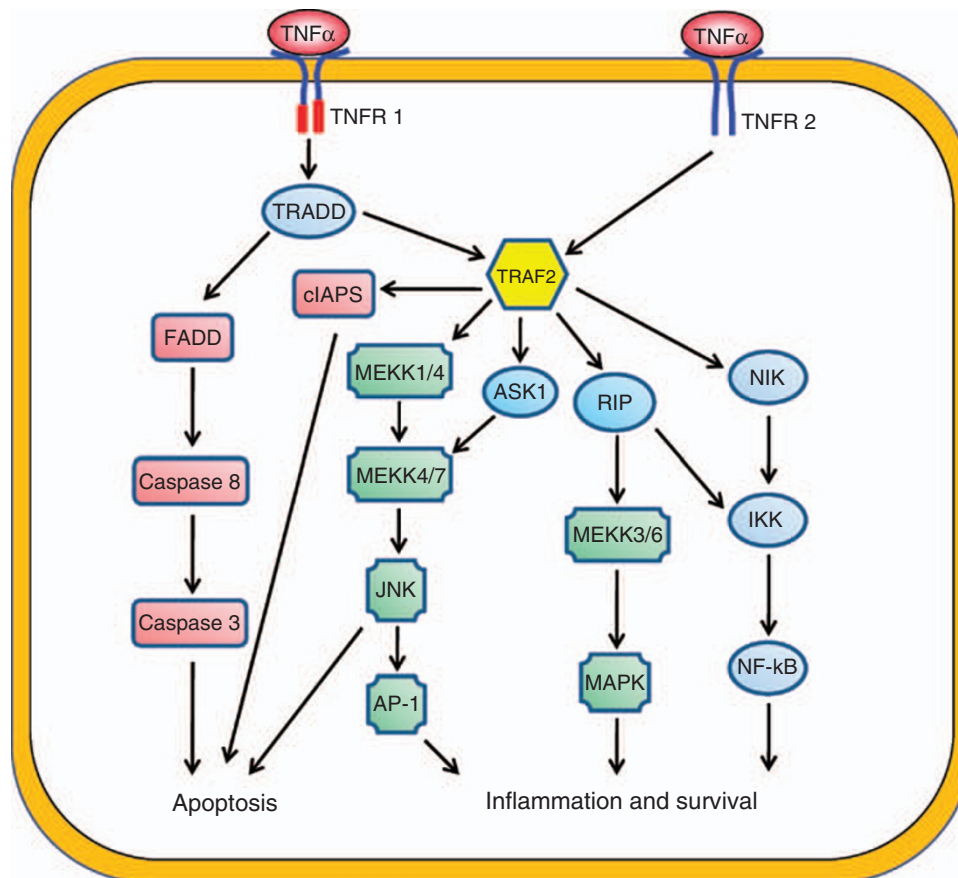 TNFα
TNFα
TNFR 1
TNFR 2
TRADD
TRAF2
cIAPS
FADD
MEKK1/4
ASK1
RIP
NIK
Caspase 8
MEKK4/7
MEKK3/6
IKK
JNK
Caspase 3
MAPK
NF-kB
AP-1
Apoptosis
Inflammation and survival